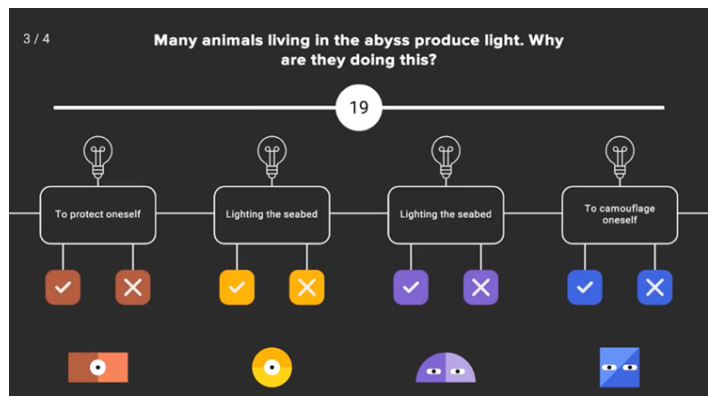 3 / 4
Many animals living in the abyss produce light. Why
are they doing this?
19
To protect oneself
Lighting the seabed
Lighting the seabed
To camouflage
oneself